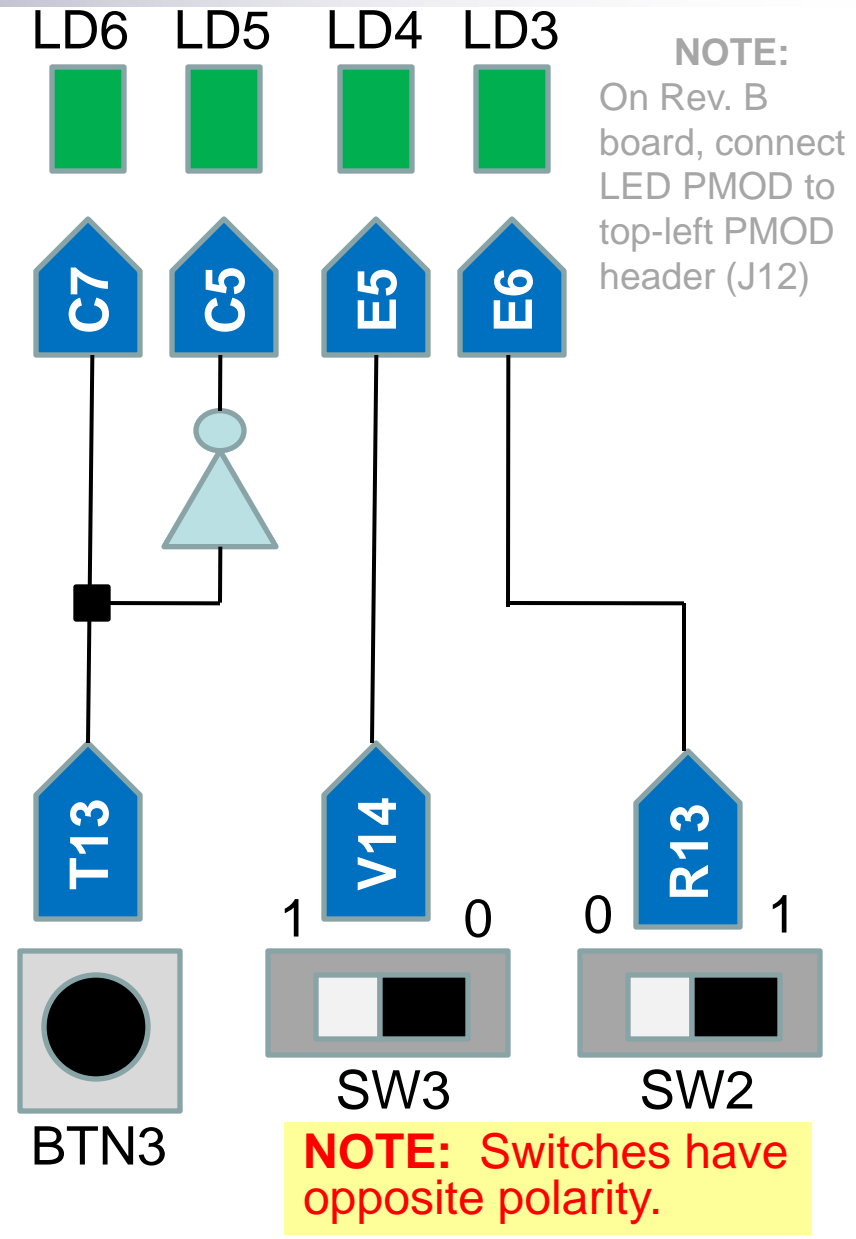 LD6 LD5 LD4 LD3
NOTE:
On Rev. B
board, connect
LED PMOD to
top-left PMOD
header (J12)
C7 C5 E5 E6
T13 V14 R13
1 0 0 1
SW3 SW2
BTN3
NOTE: Switches have
opposite polarity.